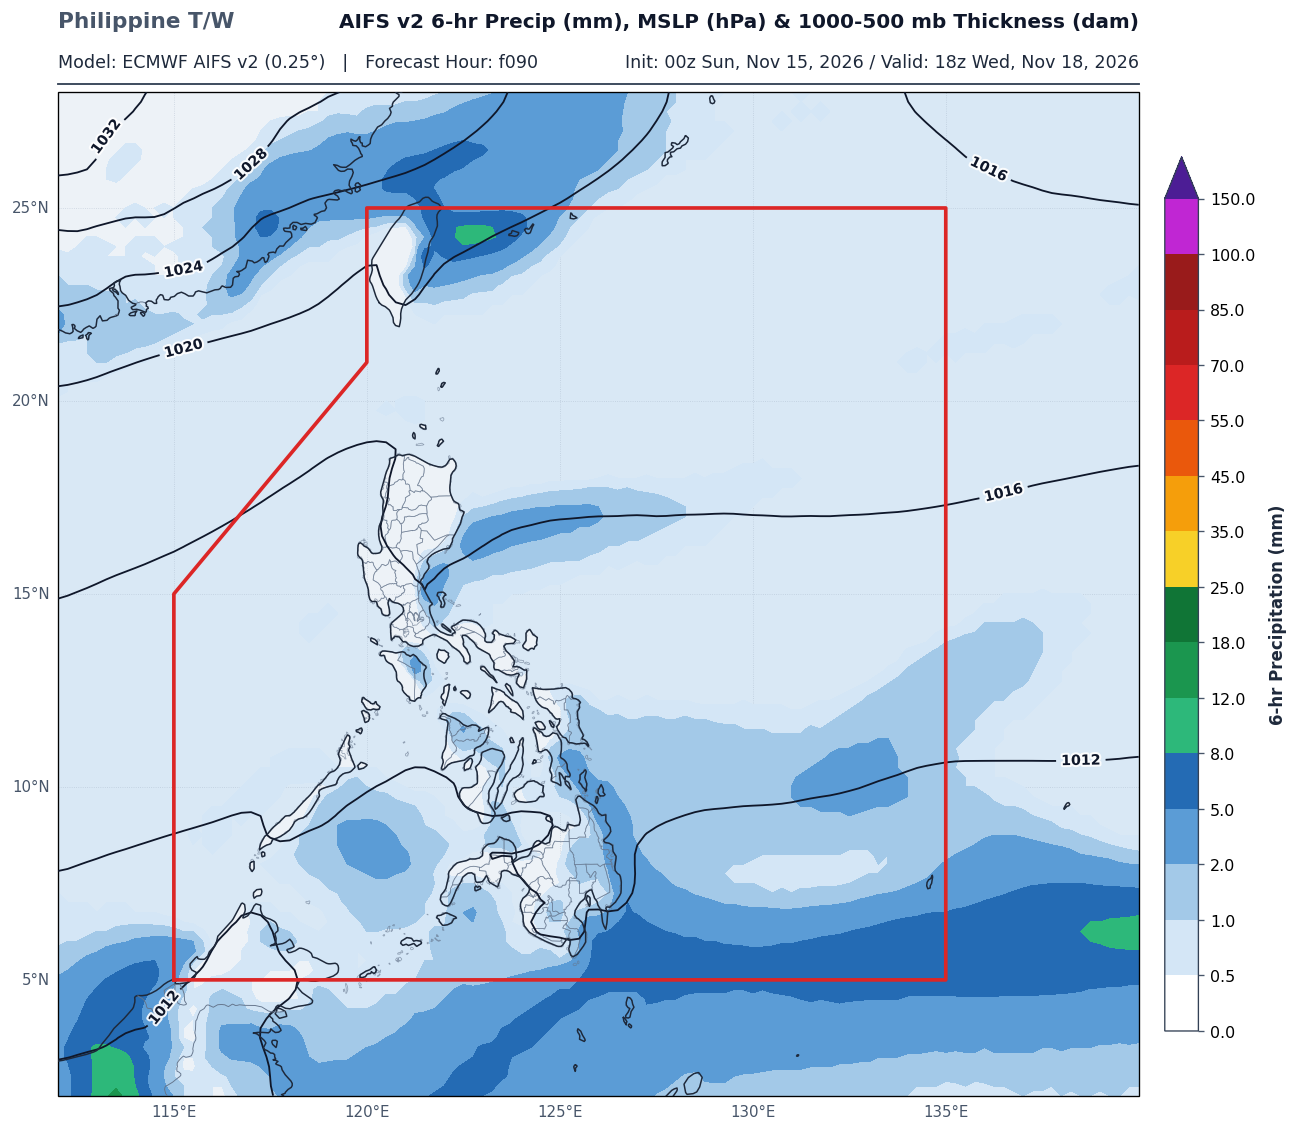 Philippine T/W
AIFS v2 6-hr Precip (mm), MSLP (hPa) & 1000-500 mb Thickness (dam)
Model: ECMWF AIFS v2 (0.25°) | Forecast Hour: f090
Init: 00z Sun, Nov 15, 2026 / Valid: 18z Wed, Nov 18, 2026
1032
1028
1016
1024
1020
1016
1012
1012
25°N
20°N
15°N
10°N
5°N
115°E
120°E
125°E
130°E
135°E
150.0
100.0
85.0
70.0
55.0
45.0
35.0
25.0
18.0
12.0
8.0
5.0
2.0
1.0
0.5
0.0
6-hr Precipitation (mm)